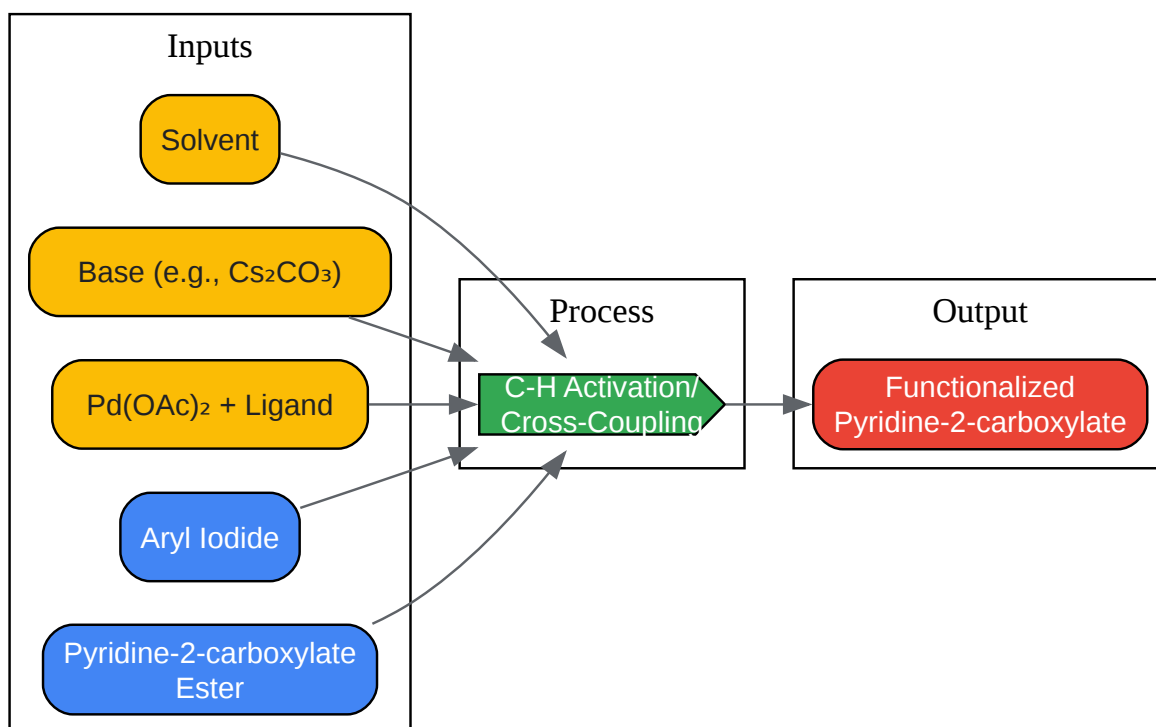 Inputs
Solvent
Base (e.g., Cs₂CO₃)
Pd(OAc)₂ + Ligand
Aryl Iodide
Pyridine-2-carboxylate
Ester
Process
C-H Activation/
Cross-Coupling
Output
Functionalized
Pyridine-2-carboxylate